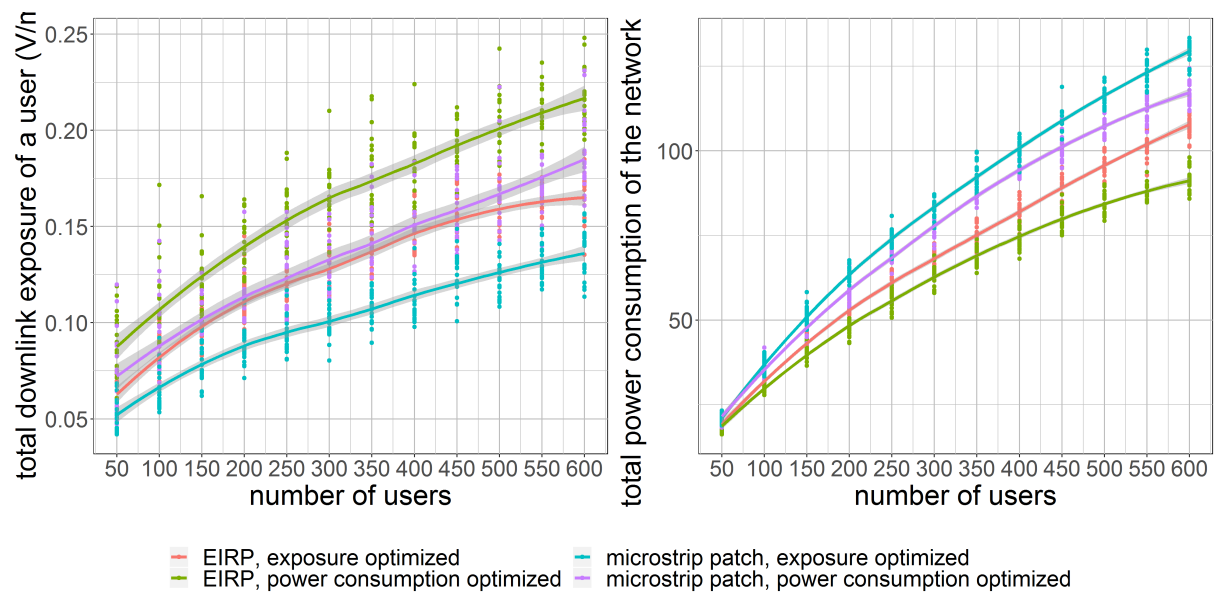 total downlink exposure of a user (V/n
0.25
0.20
0.15
0.10
0.05
50 100 150 200 250 300 350 400 450 500 550 600
number of users
total power consumption of the network
100
50
50 100 150 200 250 300 350 400 450 500 550 600
number of users
EIRP, exposure optimized
EIRP, power consumption optimized
microstrip patch, exposure optimized
microstrip patch, power consumption optimized